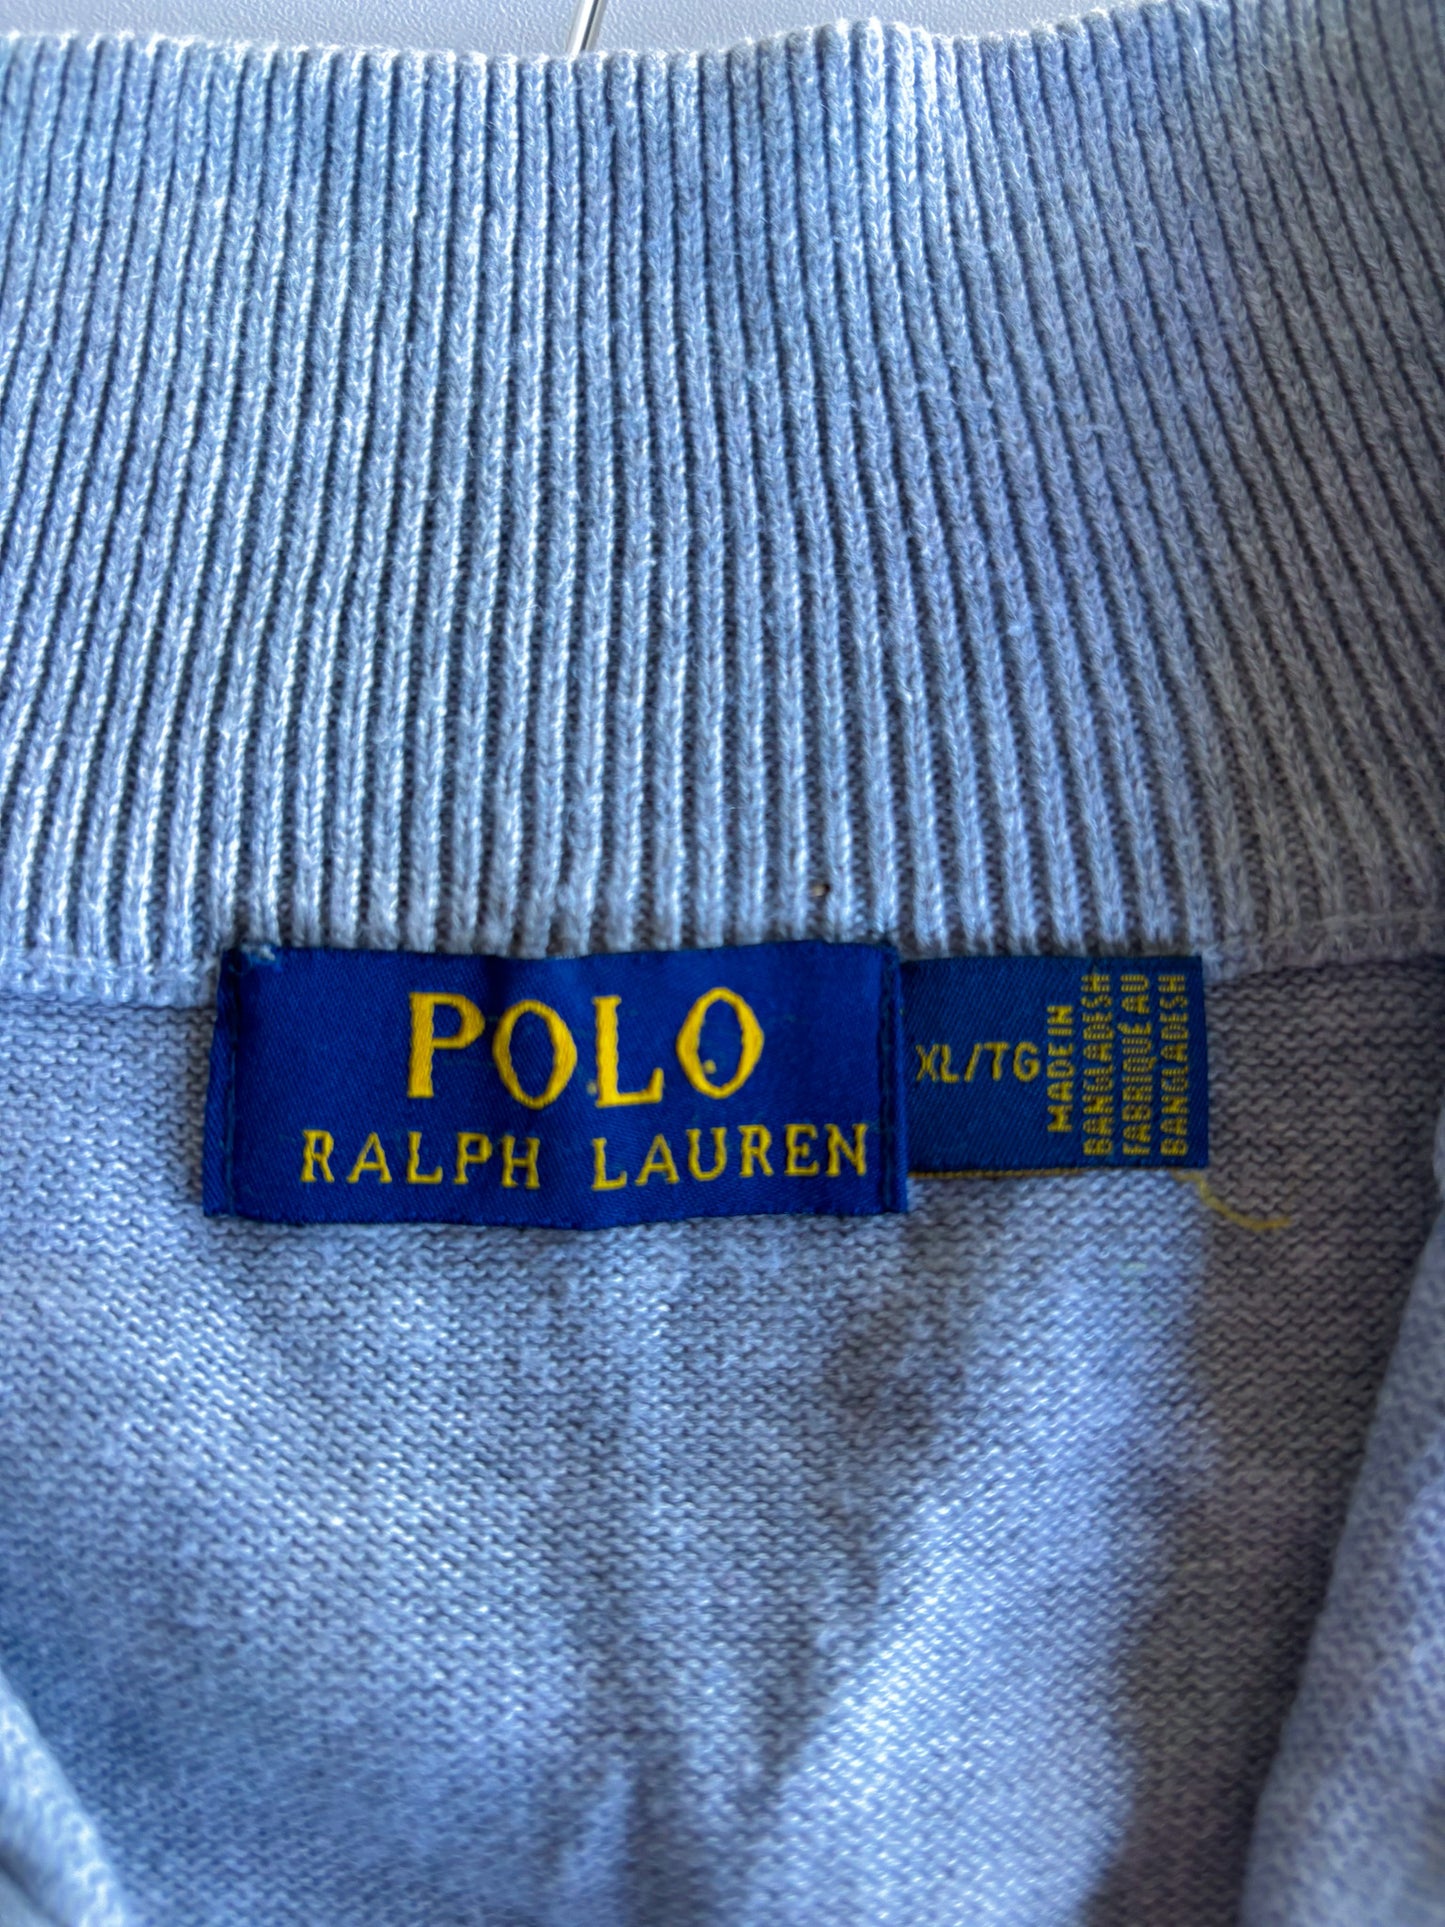 POLO
RALPH LAUREN
XL/TG
MADE IN
BANGLADESH
FABRIQUÉ AU
BANGLADESH